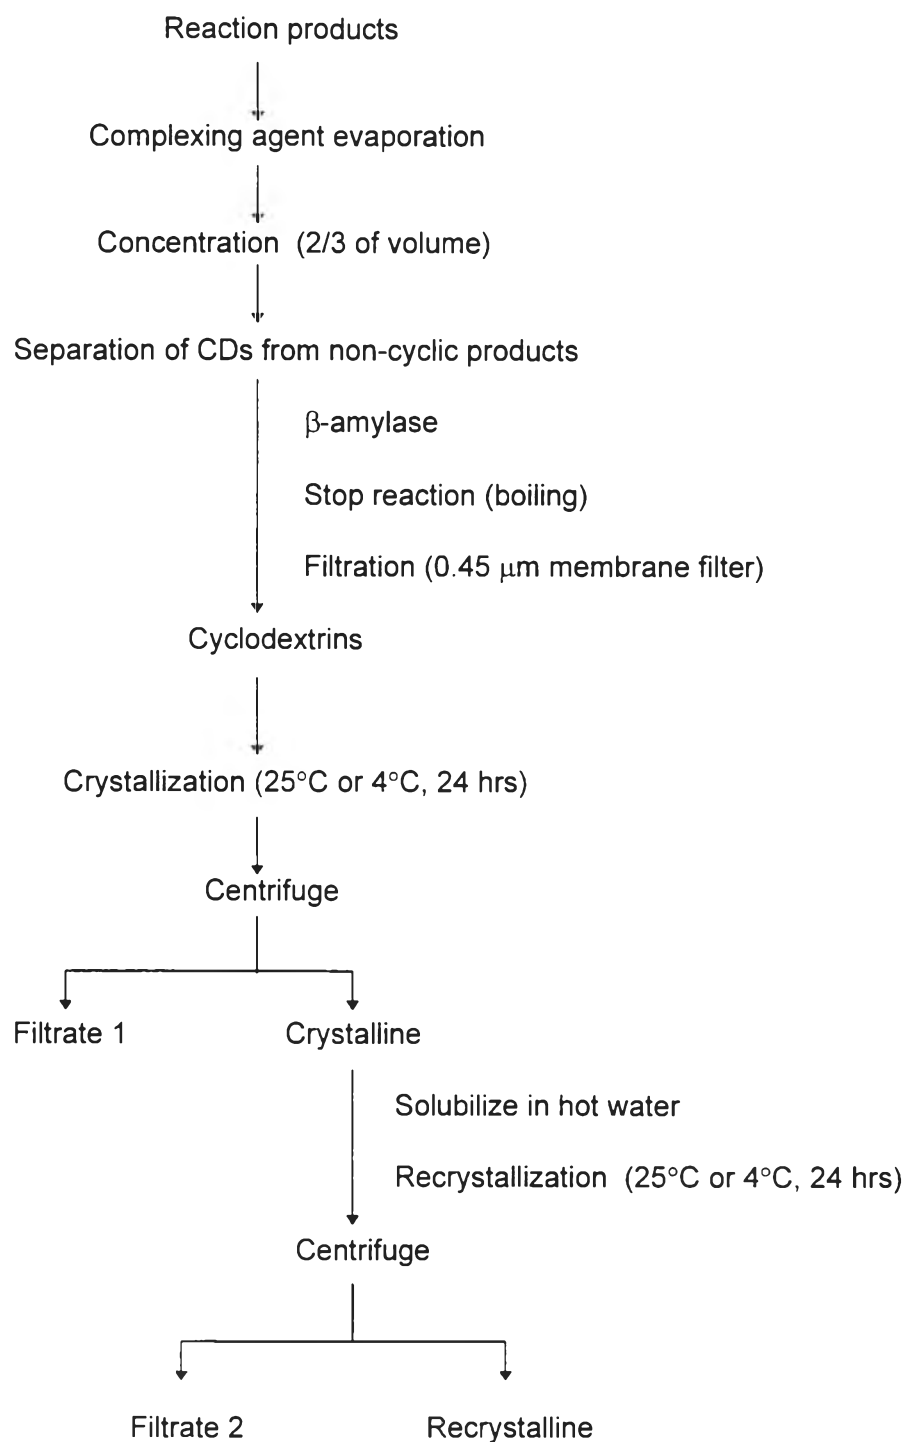 Reaction products
Complexing agent evaporation
Concentration (2/3 of volume)
Separation of CDs from non-cyclic products
β-amylase
Stop reaction (boiling)
Filtration (0.45 μm membrane filter)
Cyclodextrins
Crystallization (25°C or 4°C, 24 hrs)
Centrifuge
Filtrate 1 Crystalline
Solubilize in hot water
Recrystallization (25°C or 4°C, 24 hrs)
Centrifuge
Filtrate 2 Recrystalline